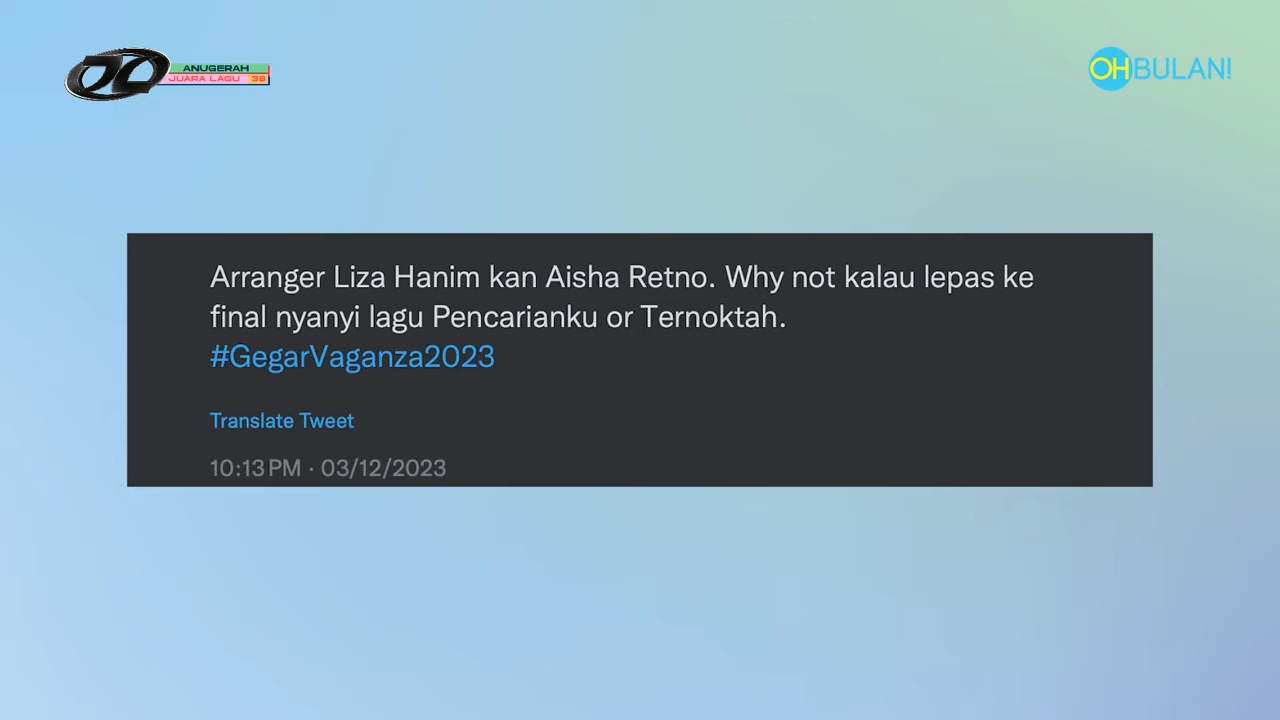 ANUGERAH
JUARA LAGU 38
OHBULAN!
Arranger Liza Hanim kan Aisha Retno. Why not kalau lepas ke
final nyanyi lagu Pencarianku or Ternoktah.
#GegarVaganza2023
Translate Tweet
10:13 PM · 03/12/2023